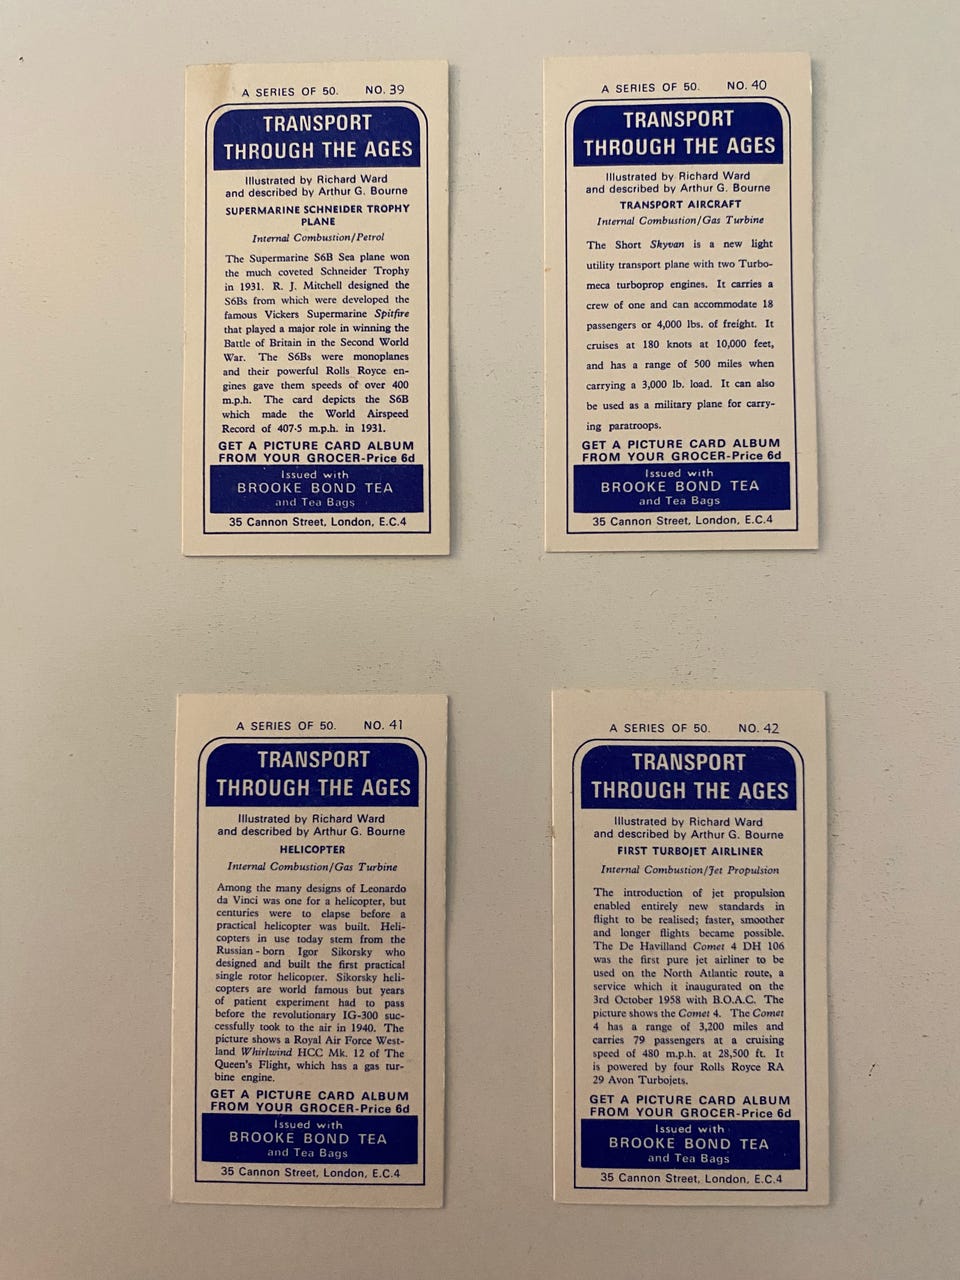 A SERIES OF 50. NO. 39
TRANSPORT
THROUGH THE AGES
Illustrated by Richard Ward
and described by Arthur G. Bourne
SUPERMARINE SCHNEIDER TROPHY
PLANE
Internal Combustion/Petrol
The Supermarine S6B Sea plane won
the much coveted Schneider Trophy
in 1931. R. J. Mitchell designed the
S6Bs from which were developed the
famous Vickers Supermarine Spitfire
that played a major role in winning the
Battle of Britain in the Second World
War. The S6Bs were monoplanes
and their powerful Rolls Royce en-
gines gave them speeds of over 400
m.p.h. The card depicts the S6B
which made the World Airspeed
Record of 407·5 m.p.h. in 1931.
GET A PICTURE CARD ALBUM
FROM YOUR GROCER-Price 6d
Issued with
BROOKE BOND TEA
and Tea Bags
35 Cannon Street, London, E.C.4
A SERIES OF 50. NO. 40
TRANSPORT
THROUGH THE AGES
Illustrated by Richard Ward
and described by Arthur G. Bourne
TRANSPORT AIRCRAFT
Internal Combustion/Gas Turbine
The Short Skyvan is a new light
utility transport plane with two Turbo-
meca turboprop engines. It carries a
crew of one and can accommodate 18
passengers or 4,000 lbs. of freight. It
cruises at 180 knots at 10,000 feet,
and has a range of 500 miles when
carrying a 3,000 lb. load. It can also
be used as a military plane for carry-
ing paratroops.
GET A PICTURE CARD ALBUM
FROM YOUR GROCER-Price 6d
Issued with
BROOKE BOND TEA
and Tea Bags
35 Cannon Street, London, E.C.4
A SERIES OF 50. NO. 41
TRANSPORT
THROUGH THE AGES
Illustrated by Richard Ward
and described by Arthur G. Bourne
HELICOPTER
Internal Combustion/Gas Turbine
Among the many designs of Leonardo
da Vinci was one for a helicopter, but
centuries were to elapse before a
practical helicopter was built. Heli-
copters in use today stem from the
Russian-born Igor Sikorsky who
designed and built the first practical
single rotor helicopter. Sikorsky heli-
copters are world famous but years
of patient experiment had to pass
before the revolutionary IG-300 suc-
cessfully took to the air in 1940. The
picture shows a Royal Air Force West-
land Whirlwind HCC Mk. 12 of The
Queen's Flight, which has a gas tur-
bine engine.
GET A PICTURE CARD ALBUM
FROM YOUR GROCER-Price 6d
Issued with
BROOKE BOND TEA
and Tea Bags
35 Cannon Street, London, E.C.4
A SERIES OF 50. NO. 42
TRANSPORT
THROUGH THE AGES
Illustrated by Richard Ward
and described by Arthur G. Bourne
FIRST TURBOJET AIRLINER
Internal Combustion/Jet Propulsion
The introduction of jet propulsion
enabled entirely new standards in
flight to be realised; faster, smoother
and longer flights became possible.
The De Havilland Comet 4 DH 106
was the first pure jet airliner to be
used on the North Atlantic route, a
service which it inaugurated on the
3rd October 1958 with B.O.A.C. The
picture shows the Comet 4. The Comet
4 has a range of 3,200 miles and
carries 79 passengers at a cruising
speed of 480 m.p.h. at 28,500 ft. It
is powered by four Rolls Royce RA
29 Avon Turbojets.
GET A PICTURE CARD ALBUM
FROM YOUR GROCER-Price 6d
Issued with
BROOKE BOND TEA
and Tea Bags
35 Cannon Street, London, E.C.4